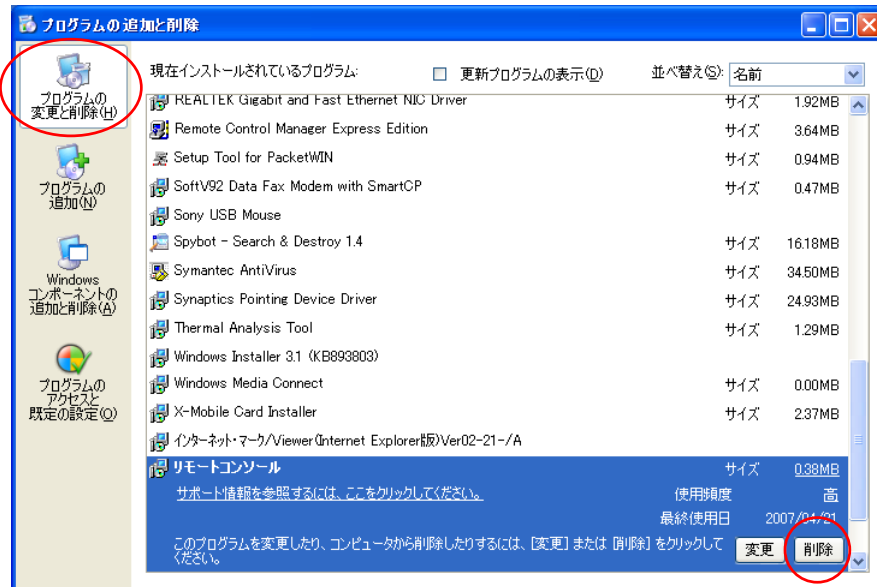 プログラムの追加と削除
プログラムの
変更と削除(H)
プログラムの
追加(N)
Windows
コンポーネントの
追加と削除(A)
プログラムの
アクセスと
既定の設定(O)
現在インストールされているプログラム: 更新プログラムの表示(D) 並べ替え(S): 名前
REALTEK Gigabit and Fast Ethernet NIC Driver サイズ 1.92MB
Remote Control Manager Express Edition サイズ 3.64MB
Setup Tool for PacketWIN サイズ 0.94MB
SoftV92 Data Fax Modem with SmartCP サイズ 0.47MB
Sony USB Mouse
Spybot - Search & Destroy 1.4 サイズ 16.18MB
Symantec AntiVirus サイズ 34.50MB
Synaptics Pointing Device Driver サイズ 24.93MB
Thermal Analysis Tool サイズ 1.29MB
Windows Installer 3.1 (KB893803)
Windows Media Connect サイズ 0.00MB
X-Mobile Card Installer サイズ 2.37MB
インターネット・マーク/Viewer(Internet Explorer版)Ver02-21-/A
リモートコンソール サイズ 0.38MB
サポート情報を参照するには、ここをクリックしてください。 使用頻度 高
最終使用日 2007/04/21
このプログラムを変更したり、コンピュータから削除したりするには、[変更] または [削除] をクリックして
ください。 変更 削除